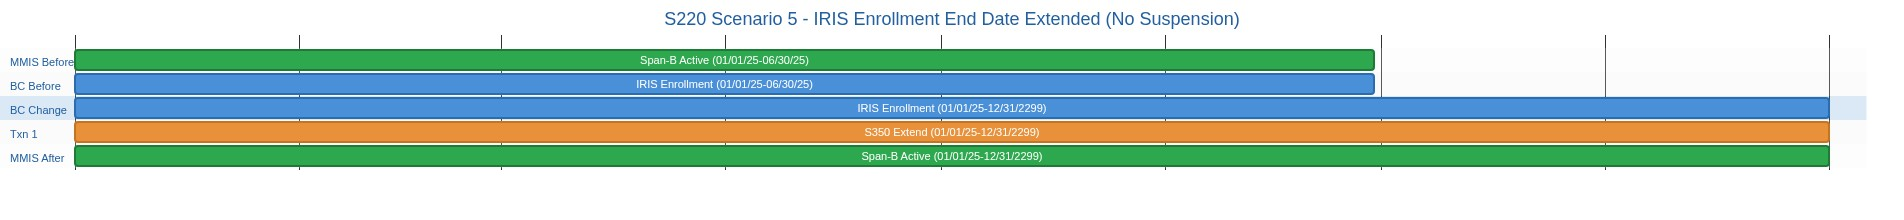 S220 Scenario 5 - IRIS Enrollment End Date Extended (No Suspension)
MMIS Before Span-B Active (01/01/25-06/30/25)
BC Before IRIS Enrollment (01/01/25-06/30/25)
BC Change IRIS Enrollment (01/01/25-12/31/2299)
Txn 1 S350 Extend (01/01/25-12/31/2299)
MMIS After Span-B Active (01/01/25-12/31/2299)